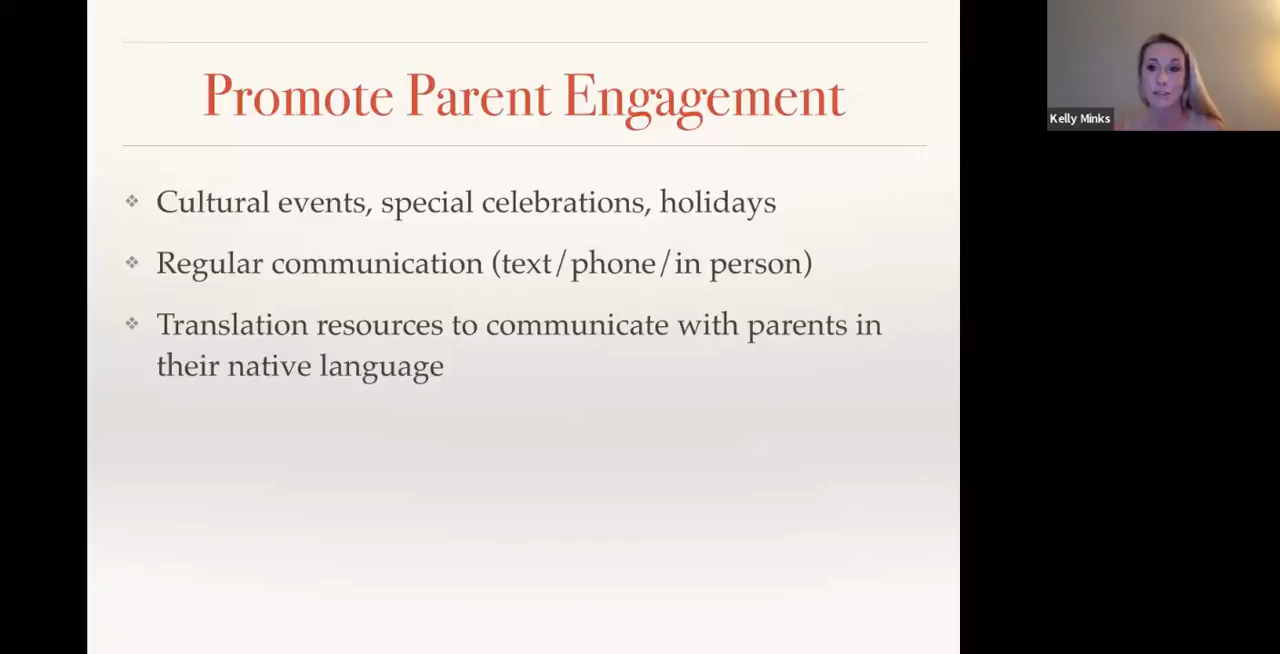 Promote Parent Engagement
Kelly Minks
Cultural events, special celebrations, holidays
Regular communication (text/phone/in person)
Translation resources to communicate with parents in
their native language